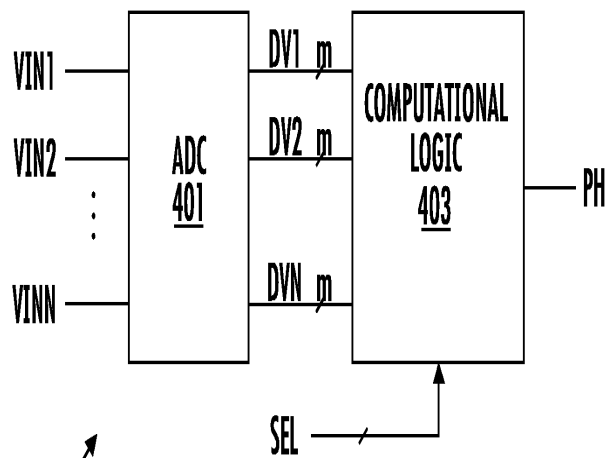 VIN1
VIN2
VINN
ADC
401
DV1 m
DV2 m
DVN m
COMPUTATIONAL
LOGIC
403
PH
SEL